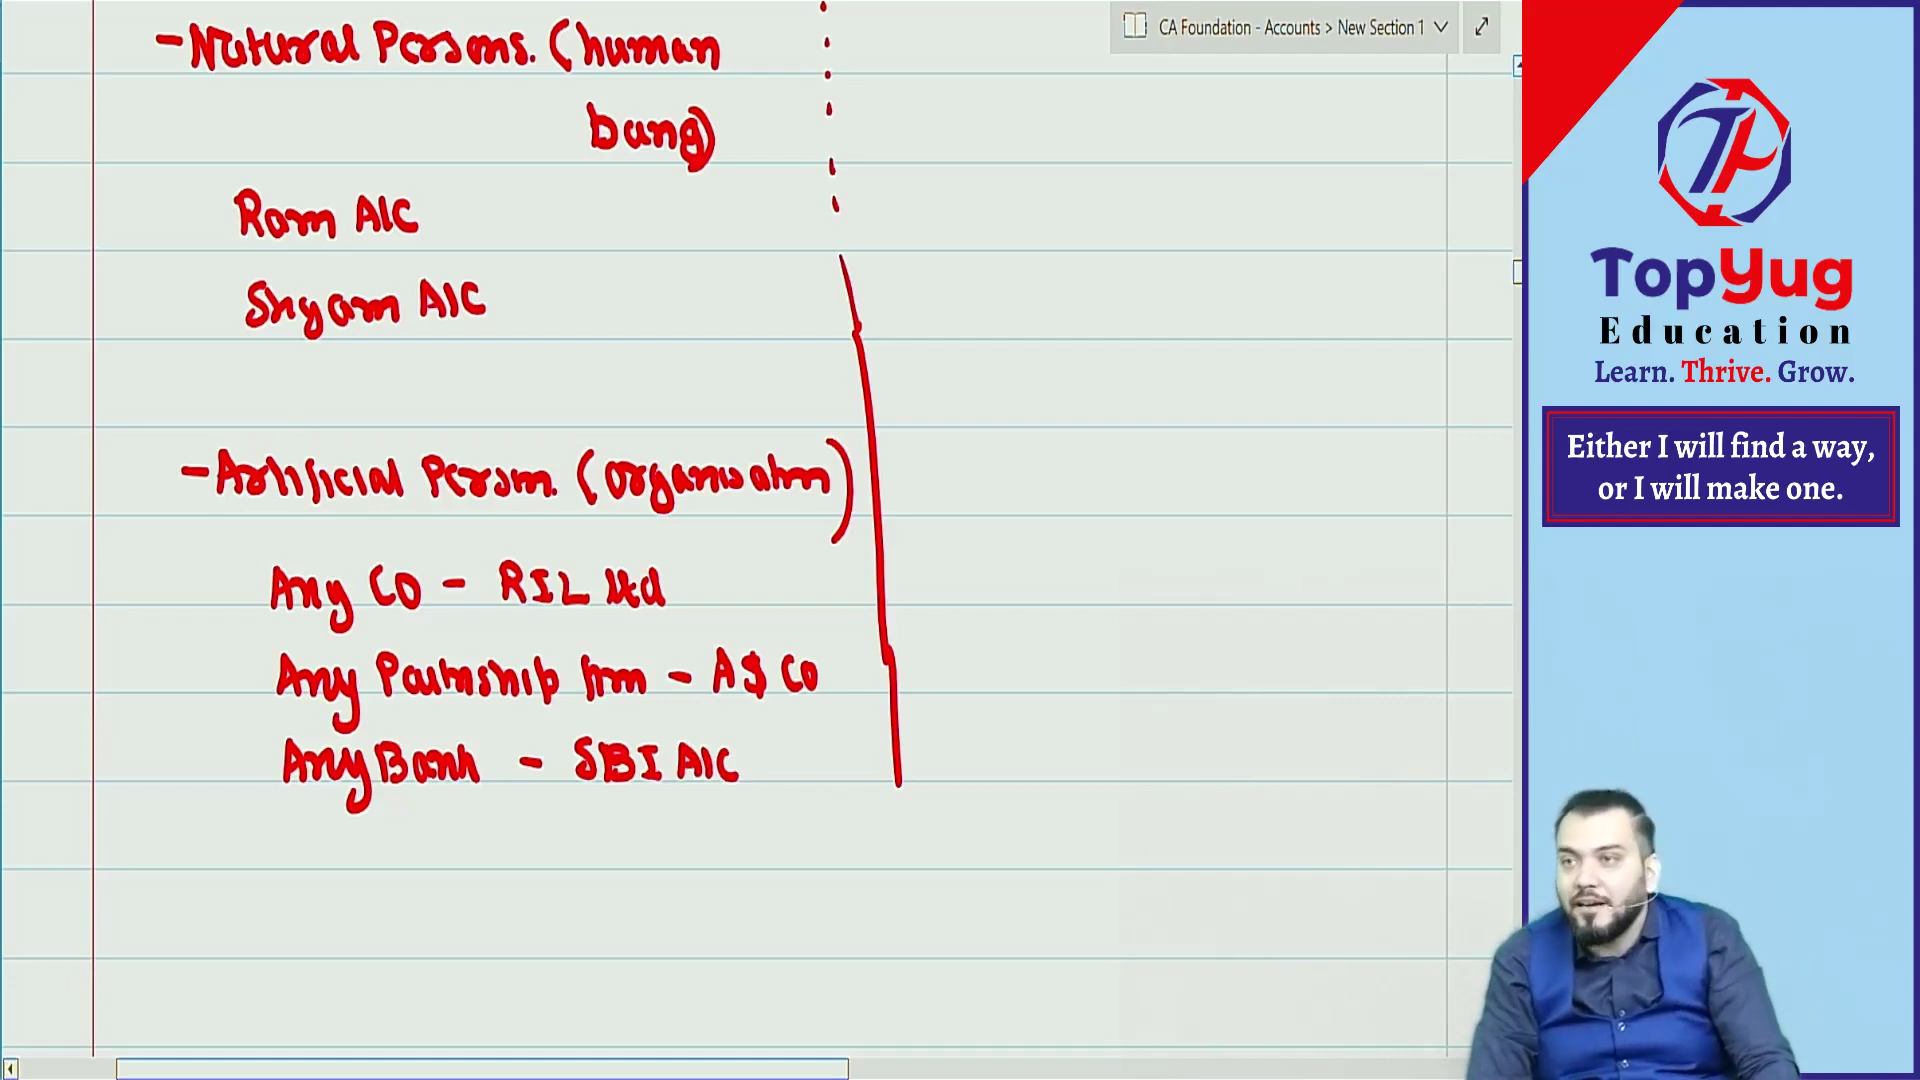 CA Foundation - Accounts > New Section 1
- Natural Persons. (human
being)
Ram A/C
Shyam A/C
- Artificial Person. (organisation)
Any CO - RIL ltd
Any Patnship firm - A$ CO
Any Bank - SBI A/C
TopYug
Education
Learn. Thrive. Grow.
Either I will find a way,
or I will make one.